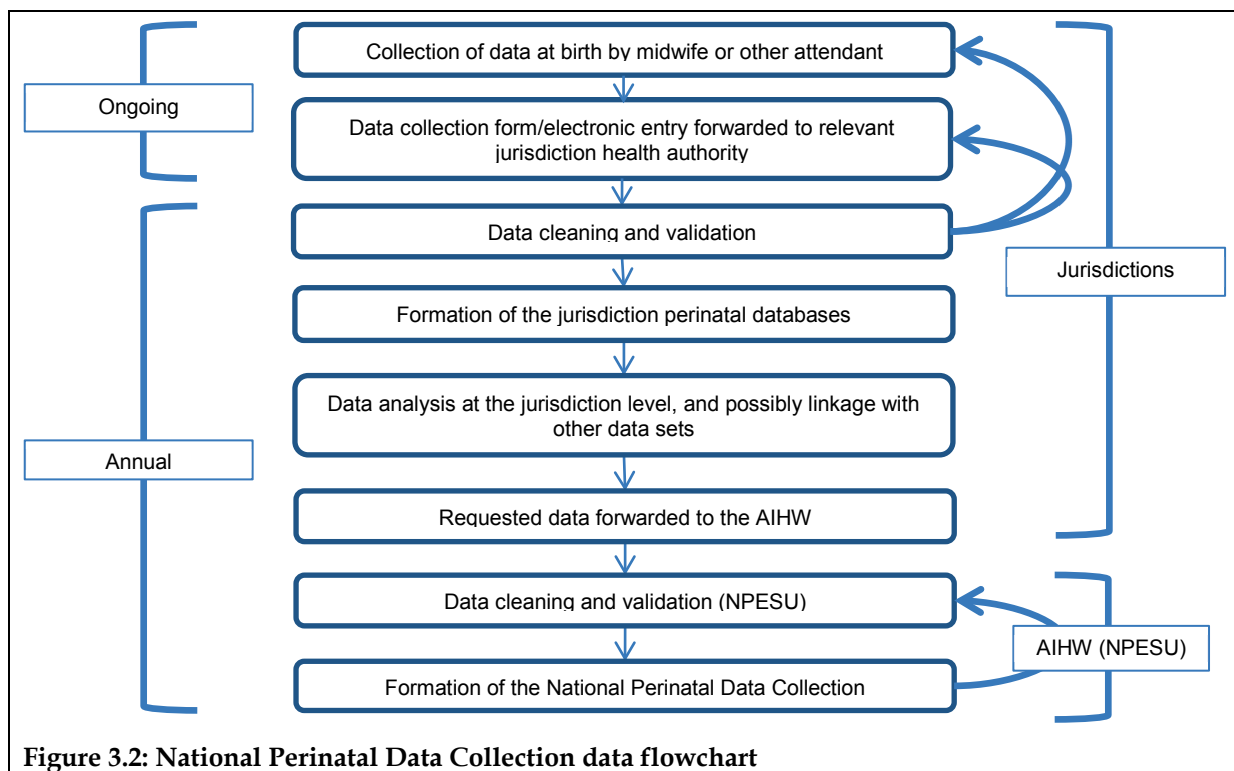 Collection of data at birth by midwife or other attendant
Ongoing
Data collection form/electronic entry forwarded to relevant
jurisdiction health authority
Data cleaning and validation
Jurisdictions
Formation of the jurisdiction perinatal databases
Data analysis at the jurisdiction level, and possibly linkage with
other data sets
Annual
Requested data forwarded to the AIHW
Data cleaning and validation (NPESU)
AIHW (NPESU)
Formation of the National Perinatal Data Collection
Figure 3.2: National Perinatal Data Collection data flowchart